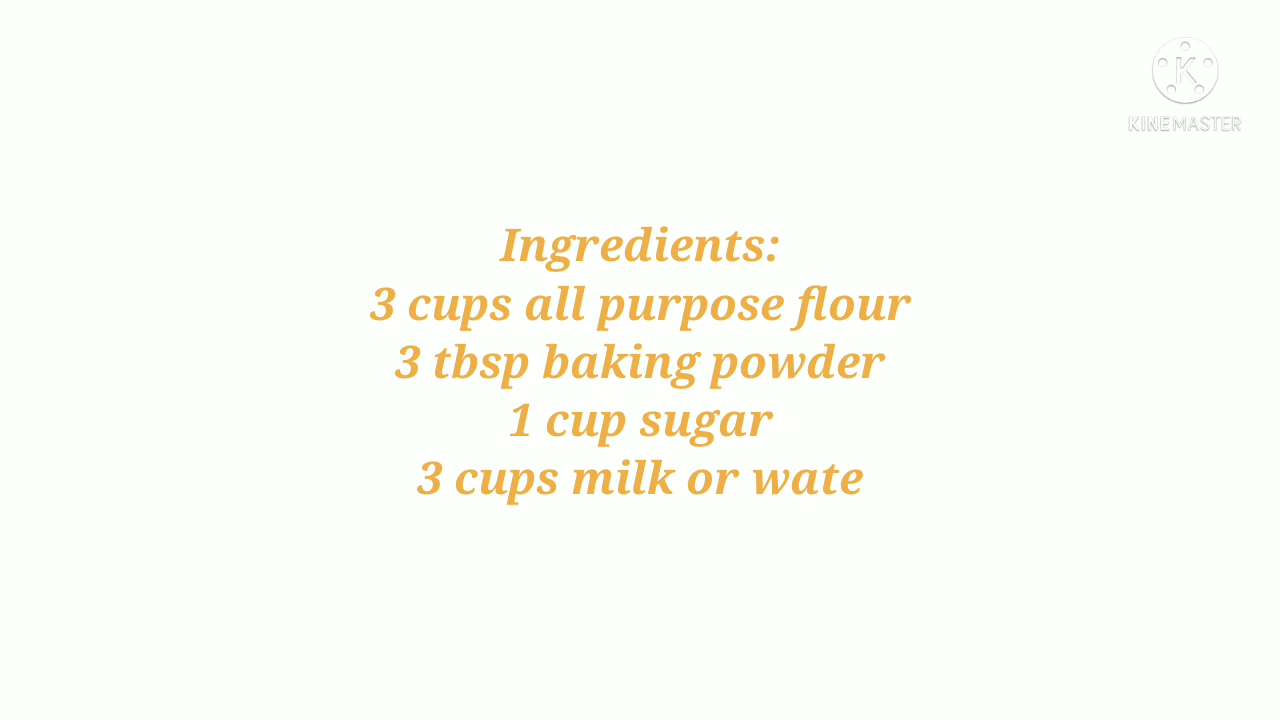 K
KINEMASTER
Ingredients:
3 cups all purpose flour
3 tbsp baking powder
1 cup sugar
3 cups milk or wate